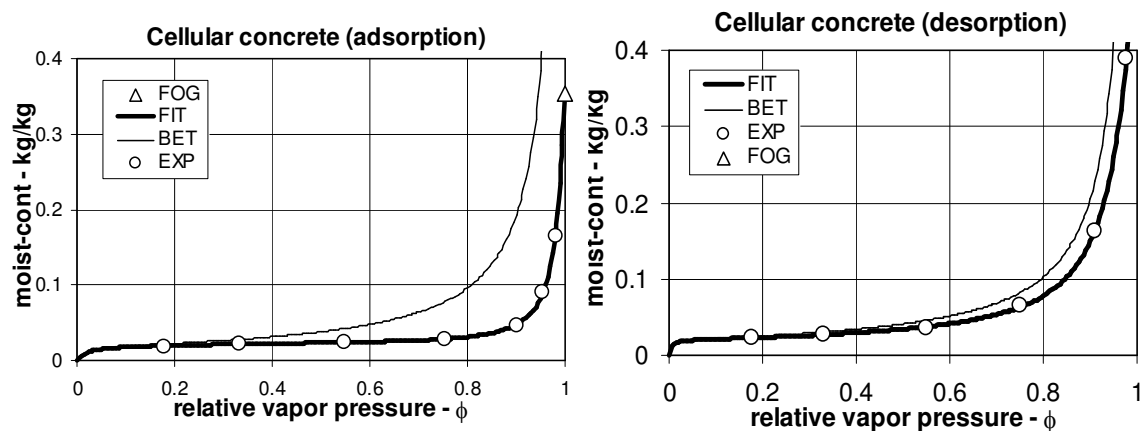 Cellular concrete (adsorption)
0.4
0.3
0.2
0.1
0
moist-cont - kg/kg
FOG
FIT
BET
EXP
0 0.2 0.4 0.6 0.8 1
relative vapor pressure - ϕ
Cellular concrete (desorption)
0.4
0.3
0.2
0.1
0
moist-cont - kg/kg
FIT
BET
EXP
FOG
0 0.2 0.4 0.6 0.8 1
relative vapor pressure - ϕ